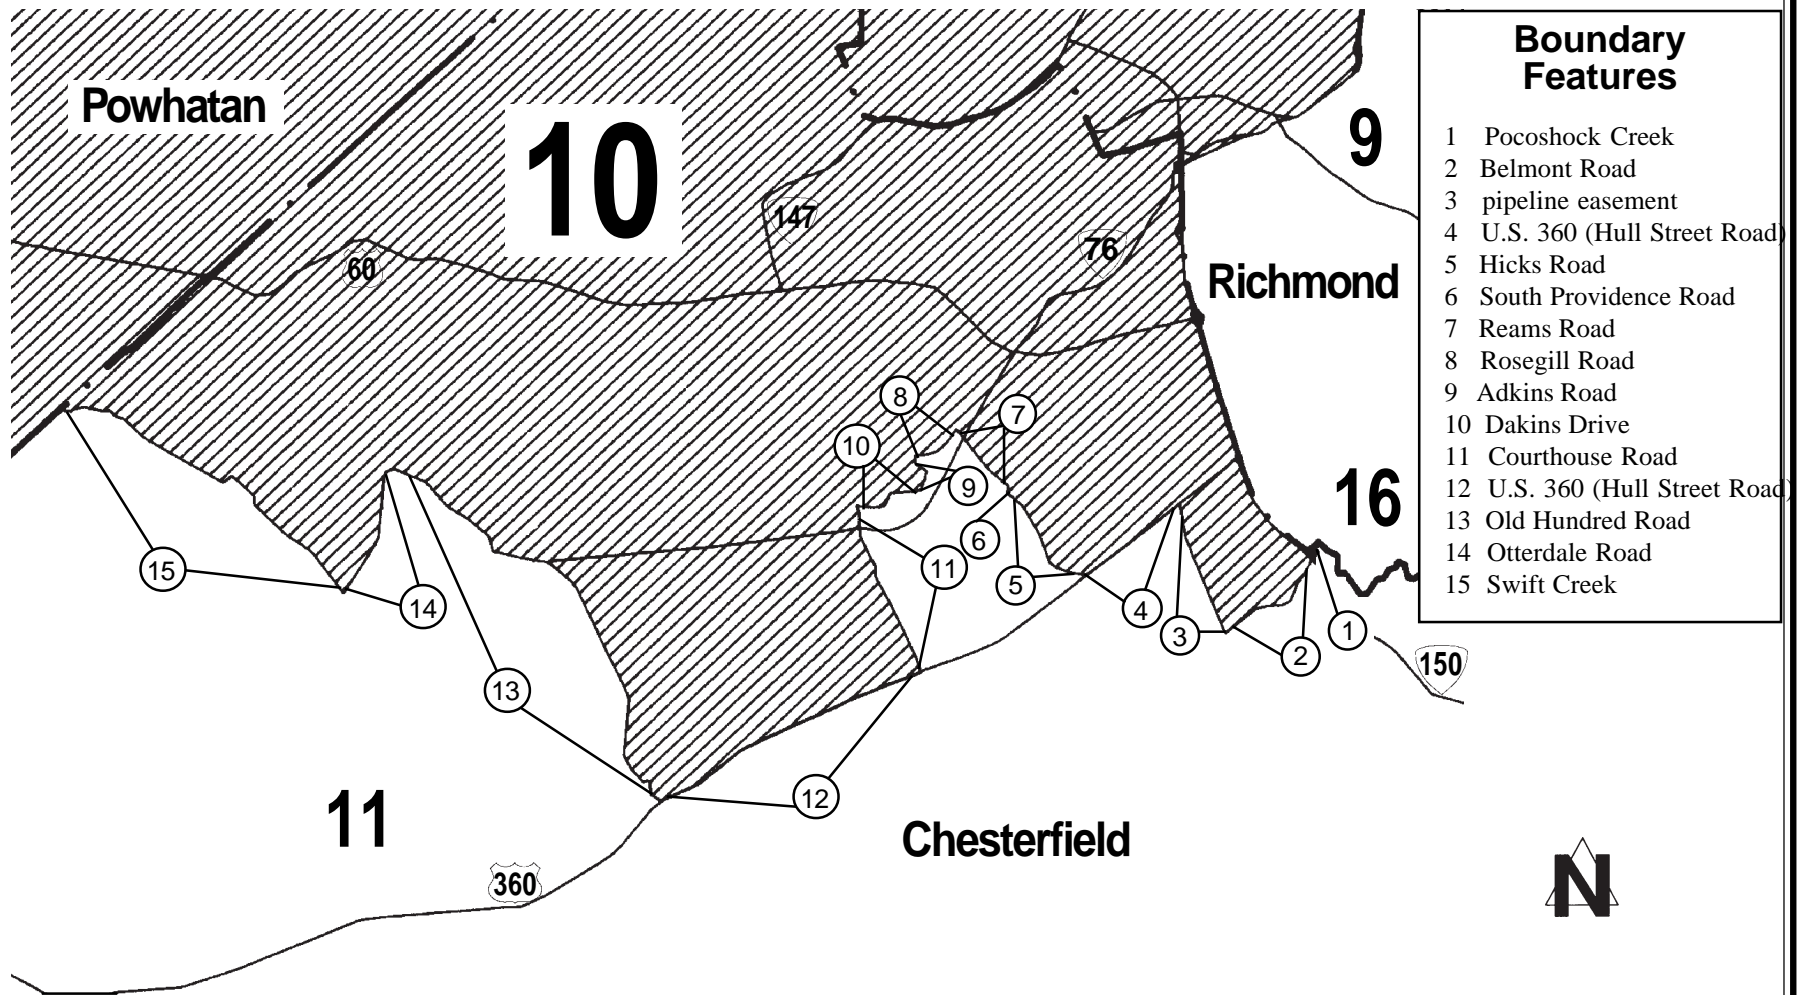 Powhatan
10
9
147
76
60
Richmond
16
8
7
10
9
6
11
15
5
14
4
3
1
2
13
150
12
11
Chesterfield
360
N
Boundary
Features
1 Pocoshock Creek
2 Belmont Road
3 pipeline easement
4 U.S. 360 (Hull Street Road)
5 Hicks Road
6 South Providence Road
7 Reams Road
8 Rosegill Road
9 Adkins Road
10 Dakins Drive
11 Courthouse Road
12 U.S. 360 (Hull Street Road)
13 Old Hundred Road
14 Otterdale Road
15 Swift Creek